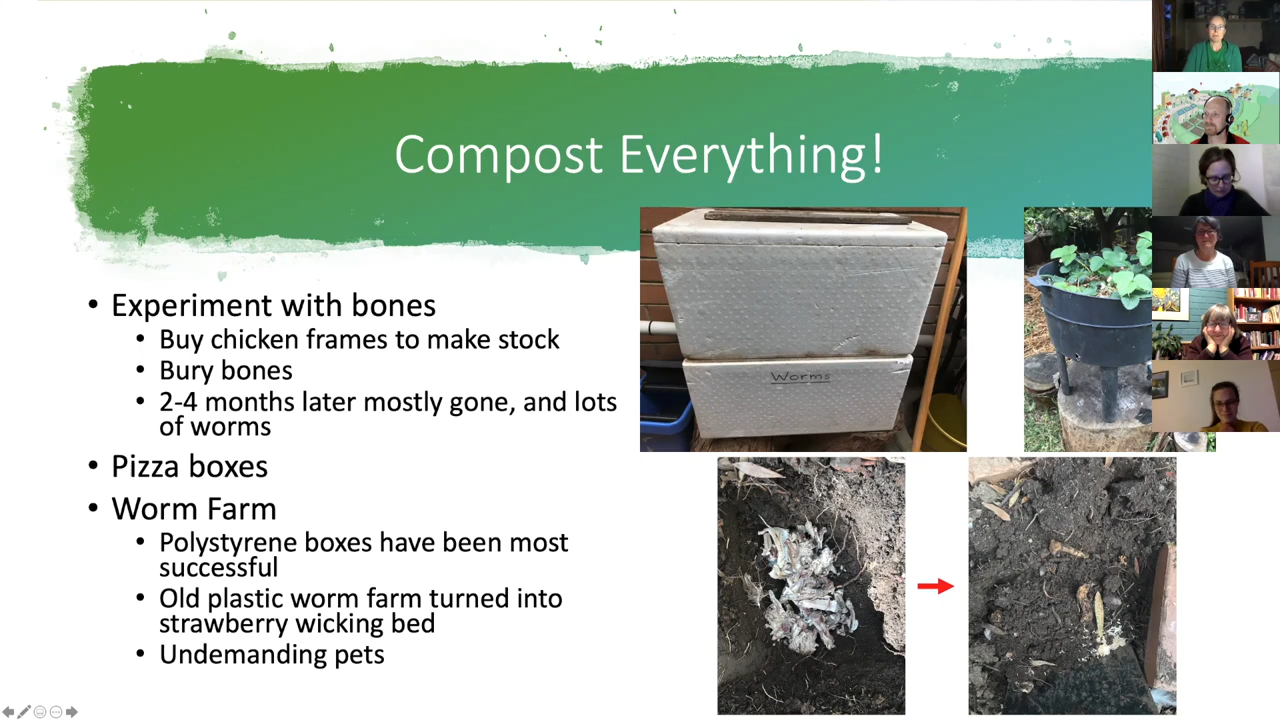 Compost Everything!
• Experiment with bones
• Buy chicken frames to make stock
• Bury bones
• 2-4 months later mostly gone, and lots
of worms
• Pizza boxes
• Worm Farm
• Polystyrene boxes have been most
successful
• Old plastic worm farm turned into
strawberry wicking bed
• Undemanding pets
Worms